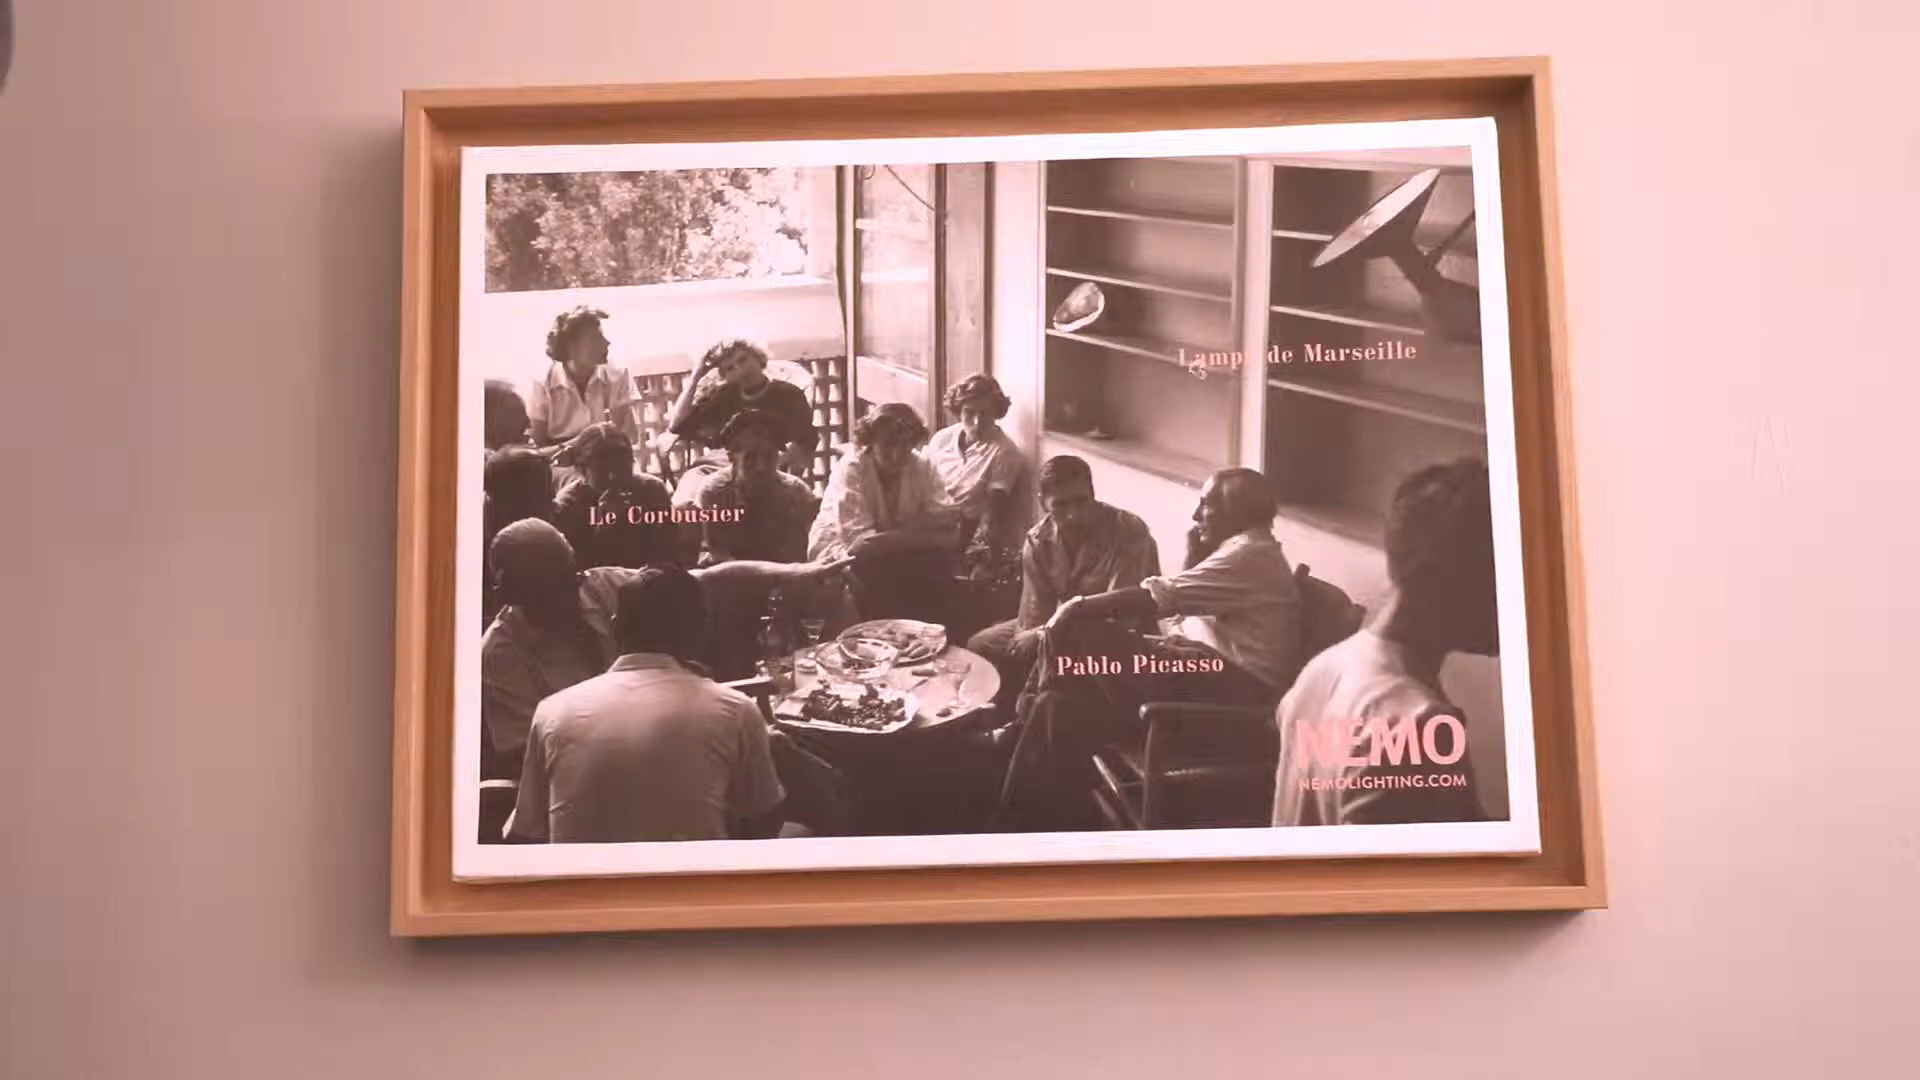 Lampe de Marseille
Le Corbusier
Pablo Picasso
NEMO
NEMOLIGHTING.COM